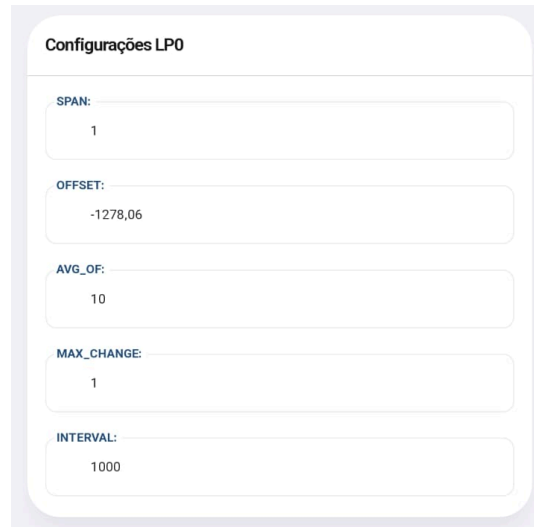 Configurações LP0
SPAN:
1
OFFSET:
-1278,06
AVG_OF:
10
MAX_CHANGE:
1
INTERVAL:
1000